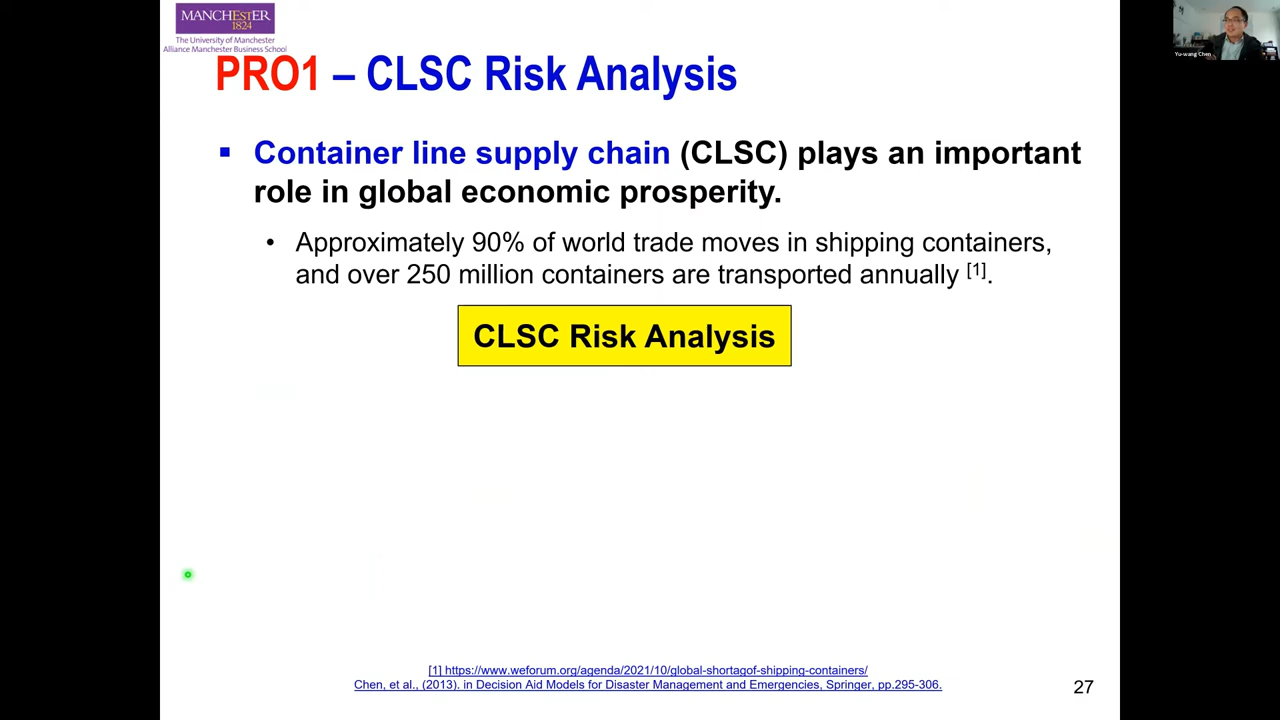 MANCHESTER
1824
The University of Manchester
Alliance Manchester Business School
Yu-wang Chen
PRO1 – CLSC Risk Analysis
▪ Container line supply chain (CLSC) plays an important
role in global economic prosperity.
• Approximately 90% of world trade moves in shipping containers,
and over 250 million containers are transported annually [1].
CLSC Risk Analysis
[1] https://www.weforum.org/agenda/2021/10/global-shortagof-shipping-containers/
Chen, et al., (2013). in Decision Aid Models for Disaster Management and Emergencies, Springer, pp.295-306.
27